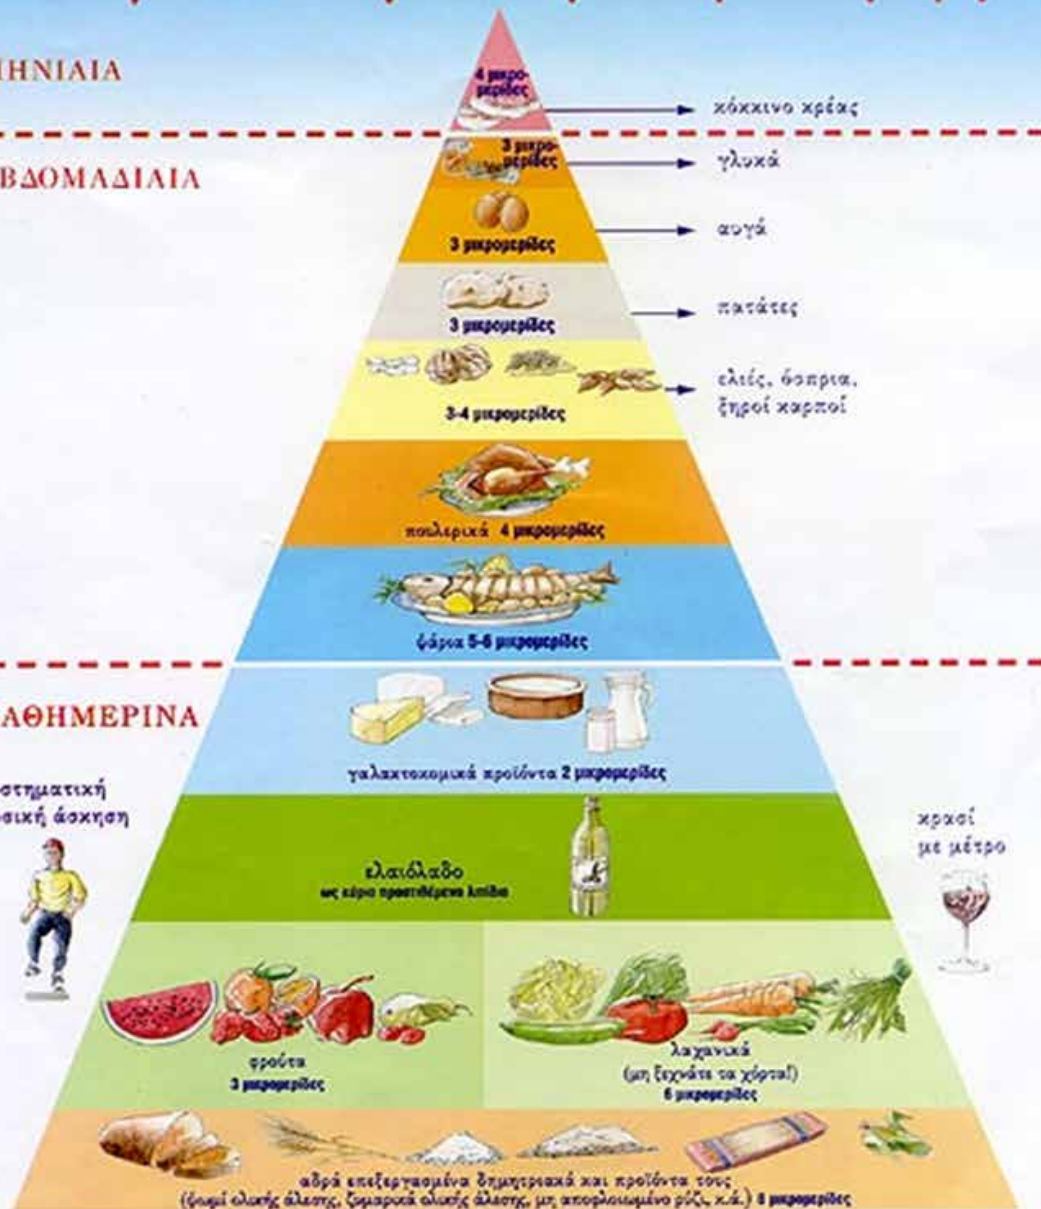 ΗΝΙΑΙΑ
4 μικρο-
μερίδες
κόκκινο κρέας
ΒΔΟΜΑΔΙΑΙΑ
3 μικρο-
μερίδες
γλυκά
αυγά
3 μικρομερίδες
πατάτες
3 μικρομερίδες
ελιές, όσπρια,
ξηροί καρποί
3-4 μικρομερίδες
πουλερικά 4 μικρομερίδες
ψάρια 5-6 μικρομερίδες
ΑΘΗΜΕΡΙΝΑ
γαλακτοκομικά προϊόντα 2 μικρομερίδες
στηματική
σική άσκηση
κρασί
με μέτρο
ελαιόλαδο
ως κύριο προστιθέμενο λιπίδιο
φρούτα
3 μικρομερίδες
λαχανικά
(μη ξεχνάτε τα χόρτα!)
6 μικρομερίδες
αδρά επεξεργασμένα δημητριακά και προϊόντα τους
(ψωμί ολικής άλεσης, ζυμαρικά ολικής άλεσης, μη αποφλοιωμένο ρύζι, κ.ά.) 8 μικρομερίδες